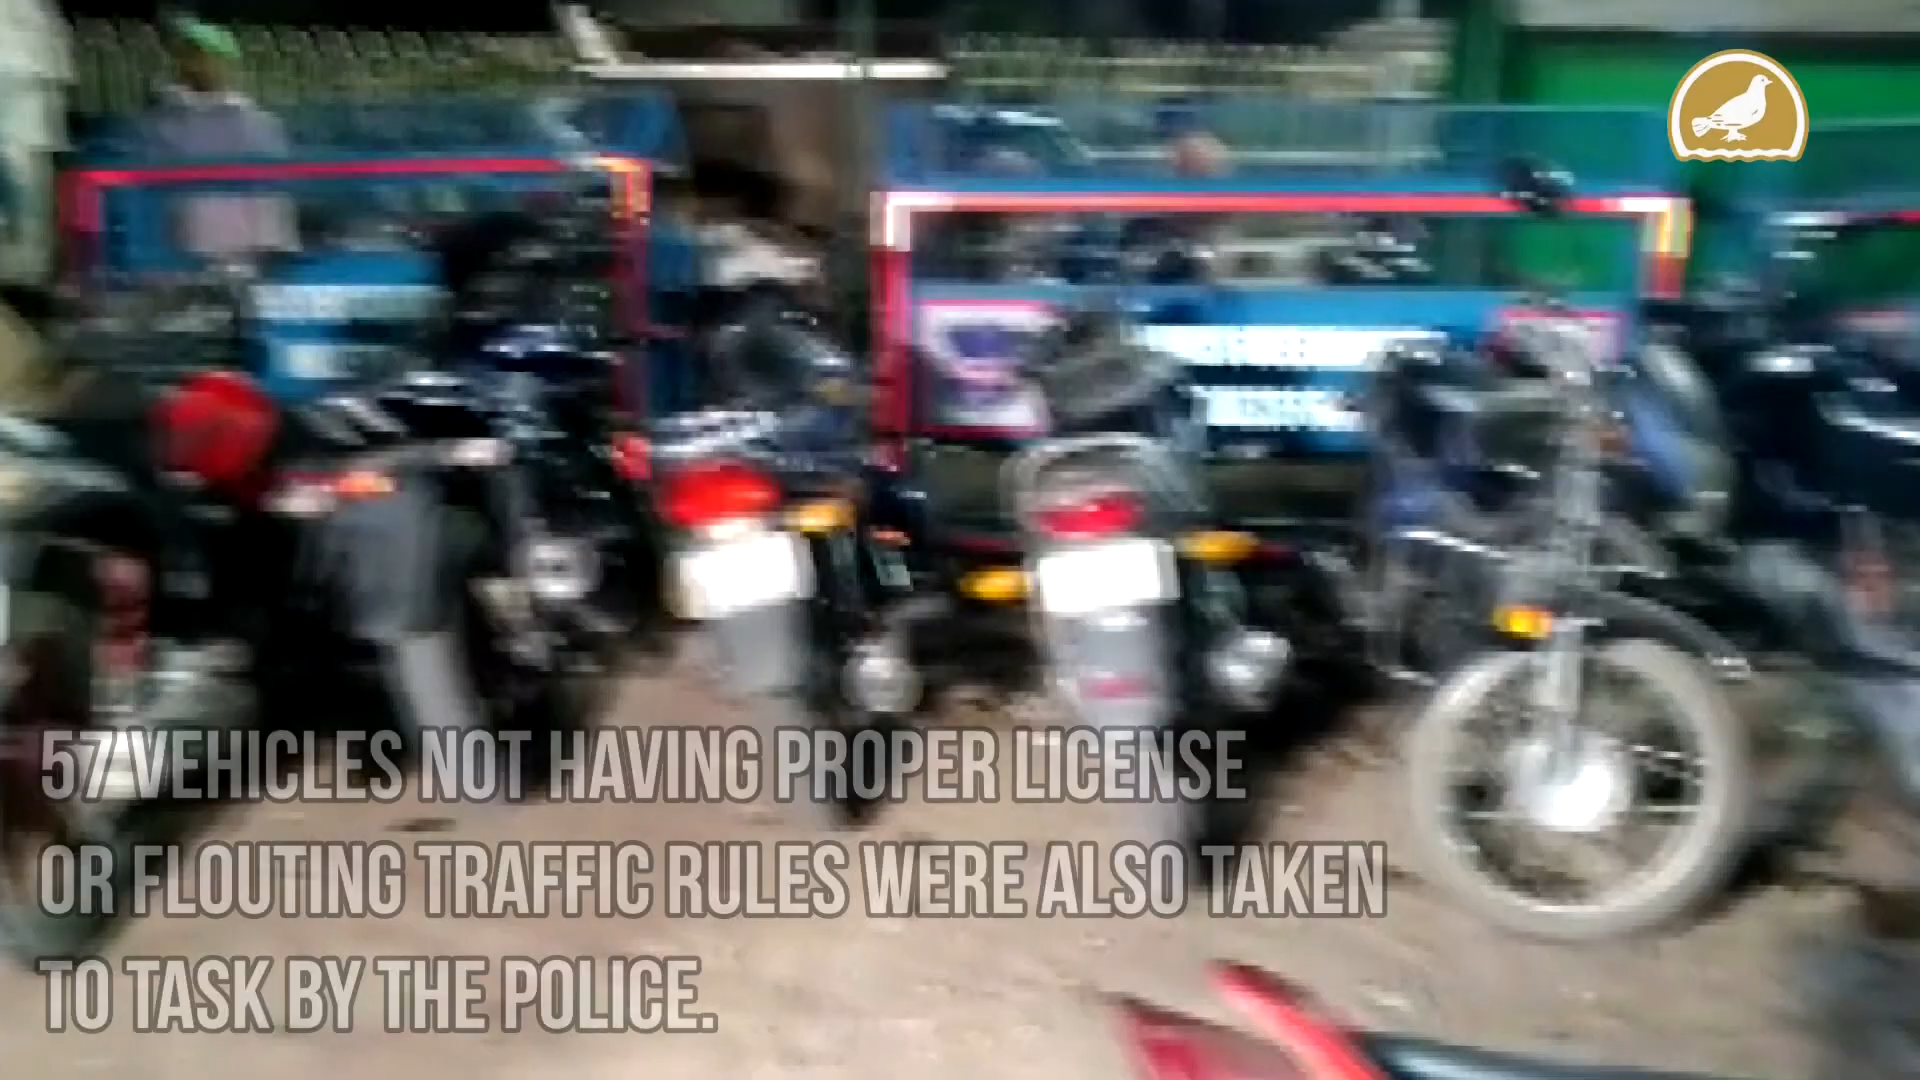 57 VEHICLES NOT HAVING PROPER LICENSE
OR FLOUTING TRAFFIC RULES WERE ALSO TAKEN
TO TASK BY THE POLICE.